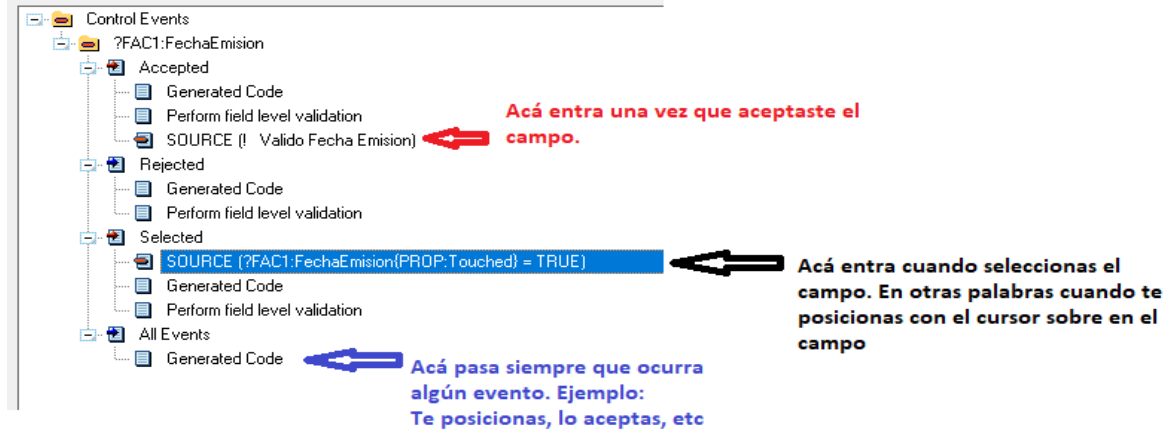 Control Events
?FAC1:FechaEmision
Accepted
Generated Code
Perform field level validation
SOURCE (!   Valido Fecha Emision)
Acá entra una vez que aceptaste el
campo.
Rejected
Generated Code
Perform field level validation
Selected
SOURCE (?FAC1:FechaEmision{PROP:Touched} = TRUE)
Generated Code
Perform field level validation
Acá entra cuando seleccionas el
campo. En otras palabras cuando te
posicionas con el cursor sobre en el
campo
All Events
Generated Code
Acá pasa siempre que ocurra
algún evento. Ejemplo:
Te posicionas, lo aceptas, etc